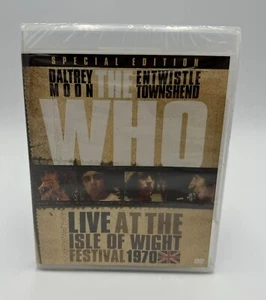 SPECIAL EDITION
DALTREY THE ENTWISTLE
MOON TOWNSHEND
WHO
LIVE AT THE
ISLE OF WIGHT
FESTIVAL 1970